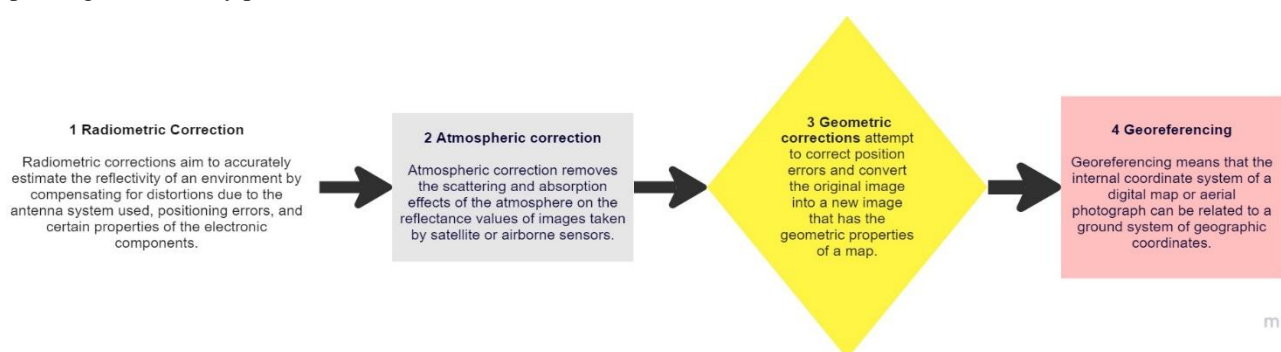 1 Radiometric Correction
Radiometric corrections aim to accurately
estimate the reflectivity of an environment by
compensating for distortions due to the
antenna system used, positioning errors, and
certain properties of the electronic
components.
2 Atmospheric correction
Atmospheric correction removes
the scattering and absorption
effects of the atmosphere on the
reflectance values of images taken
by satellite or airborne sensors.
3 Geometric
corrections attempt
to correct position
errors and convert
the original image
into a new image
that has the
geometric properties
of a map.
4 Georeferencing
Georeferencing means that the
internal coordinate system of a
digital map or aerial
photograph can be related to a
ground system of geographic
coordinates.
m